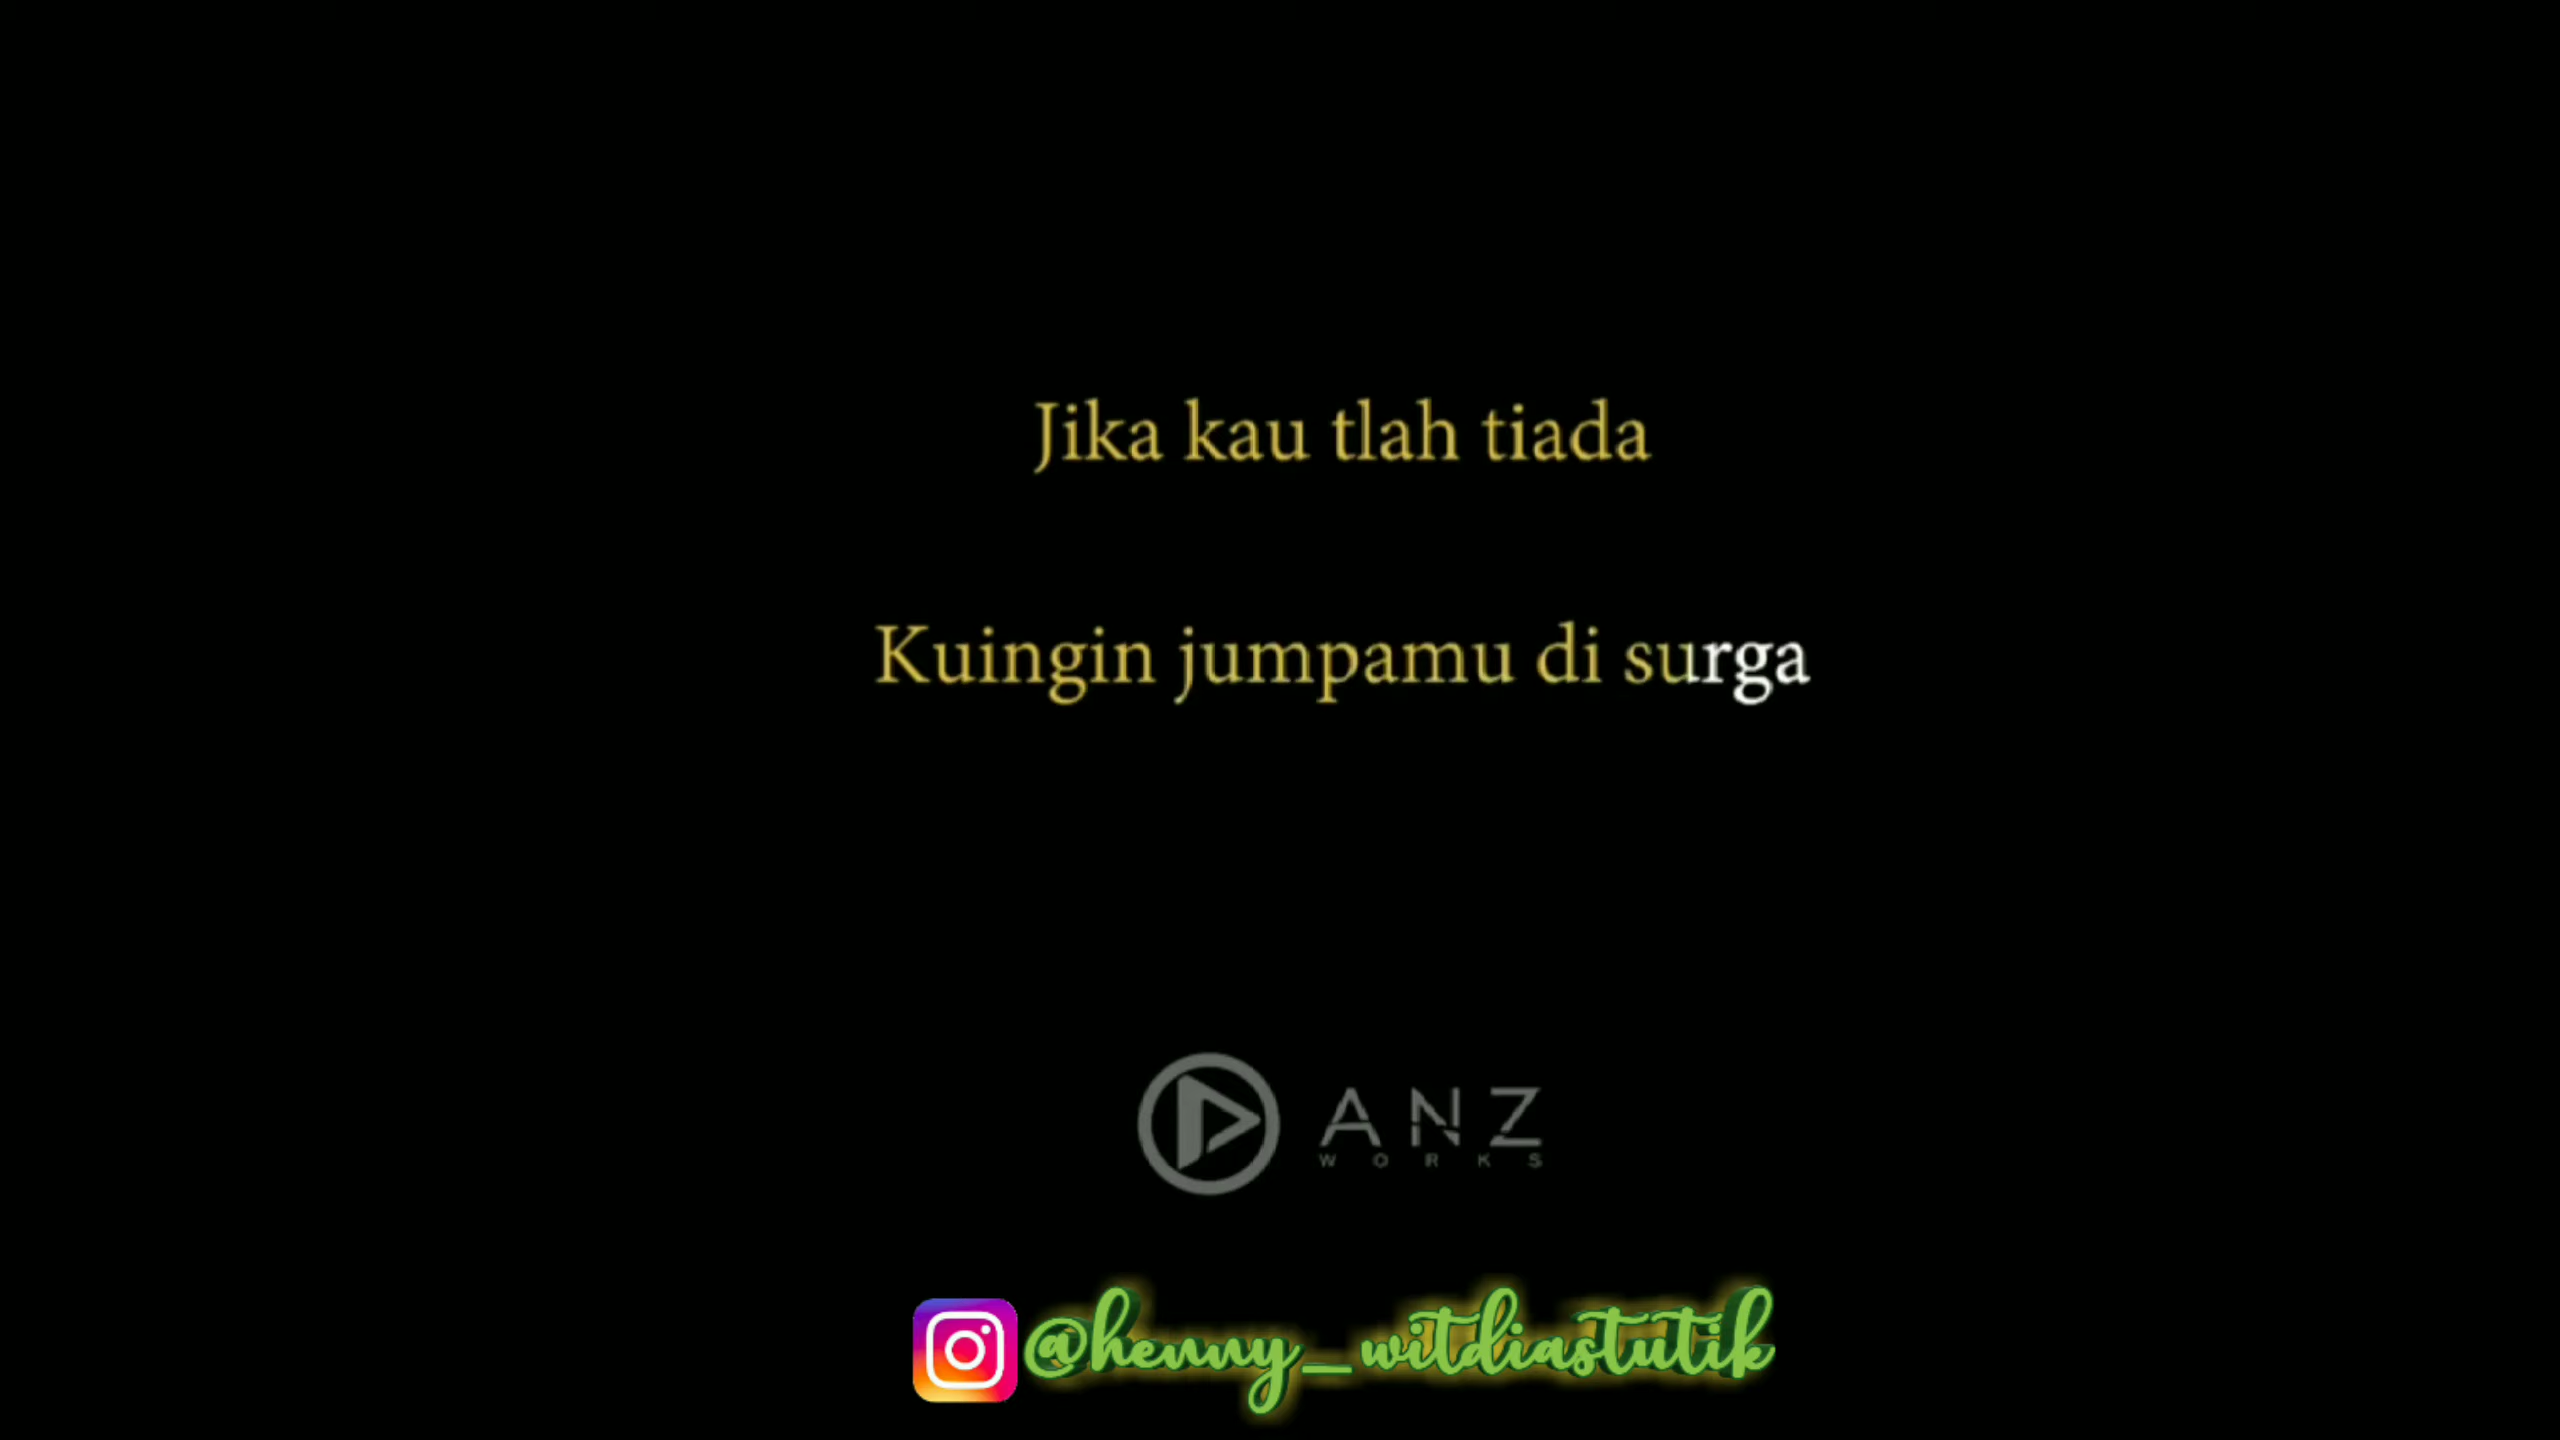 Jika kau tlah tiada
Kuingin jumpamu di surga
ANZ
WORKS
@henny_witdiastutik